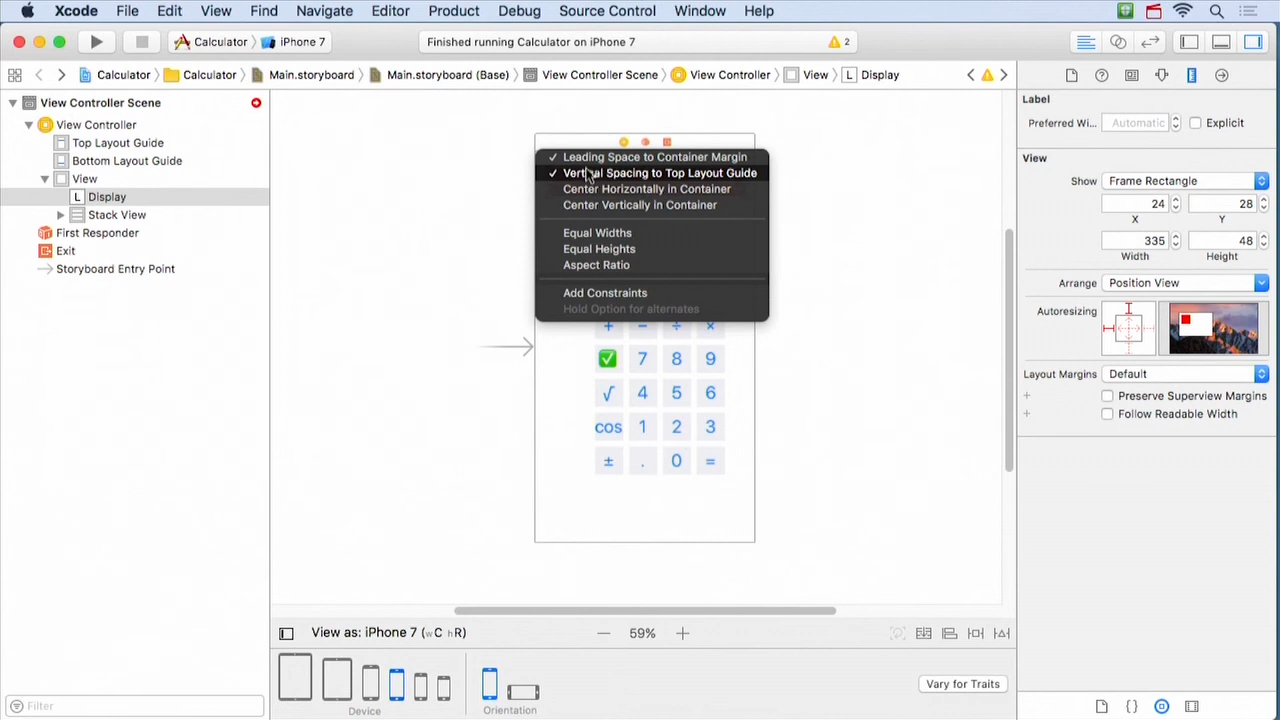 Xcode File Edit View Find Navigate Editor Product Debug Source Control Window Help
Calculator iPhone 7 Finished running Calculator on iPhone 7 2
Calculator Calculator Main.storyboard Main.storyboard (Base) View Controller Scene View Controller View L Display
View Controller Scene
View Controller
Top Layout Guide
Bottom Layout Guide
View
L Display
Stack View
First Responder
Exit
Storyboard Entry Point
Filter
✓ Leading Space to Container Margin
✓ Vertical Spacing to Top Layout Guide
Center Horizontally in Container
Center Vertically in Container
Equal Widths
Equal Heights
Aspect Ratio
Add Constraints
Hold Option for alternates
+ − ÷ ×
✅ 7 8 9
√ 4 5 6
cos 1 2 3
± . 0 =
View as: iPhone 7 (wC hR)
— 59% +
Device
Orientation
Vary for Traits
Label
Preferred Wi... Automatic Explicit
View
Show Frame Rectangle
24 28
X Y
335 48
Width Height
Arrange Position View
Autoresizing
Layout Margins Default
+ Preserve Superview Margins
+ Follow Readable Width
{ }